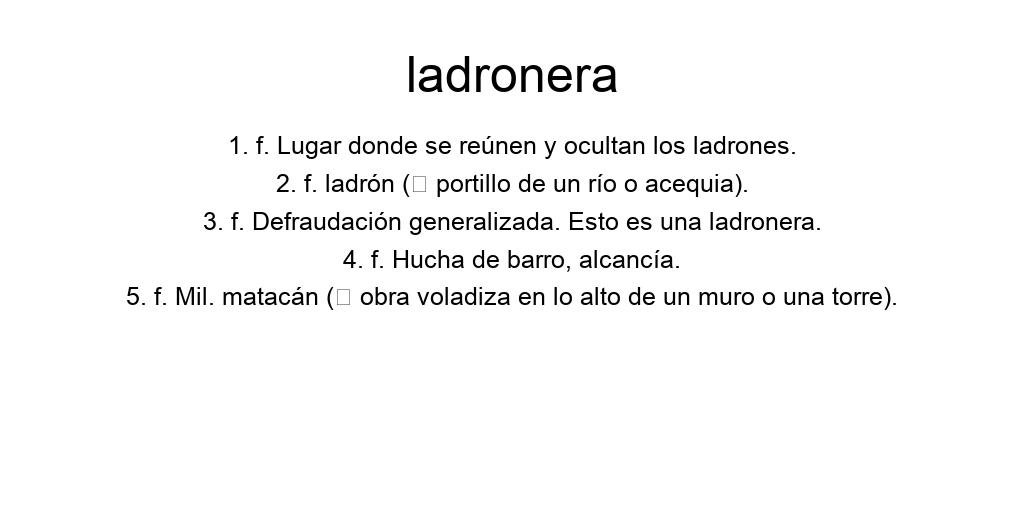 ladronera
1. f. Lugar donde se reúnen y ocultan los ladrones.
2. f. ladrón (□ portillo de un río o acequia).
3. f. Defraudación generalizada. Esto es una ladronera.
4. f. Hucha de barro, alcancía.
5. f. Mil. matacán (□ obra voladiza en lo alto de un muro o una torre).